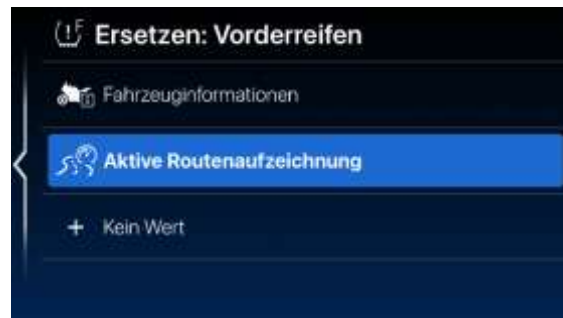 Ersetzen: Vorderreifen
Fahrzeuginformationen
Aktive Routenaufzeichnung
+ Kein Wert